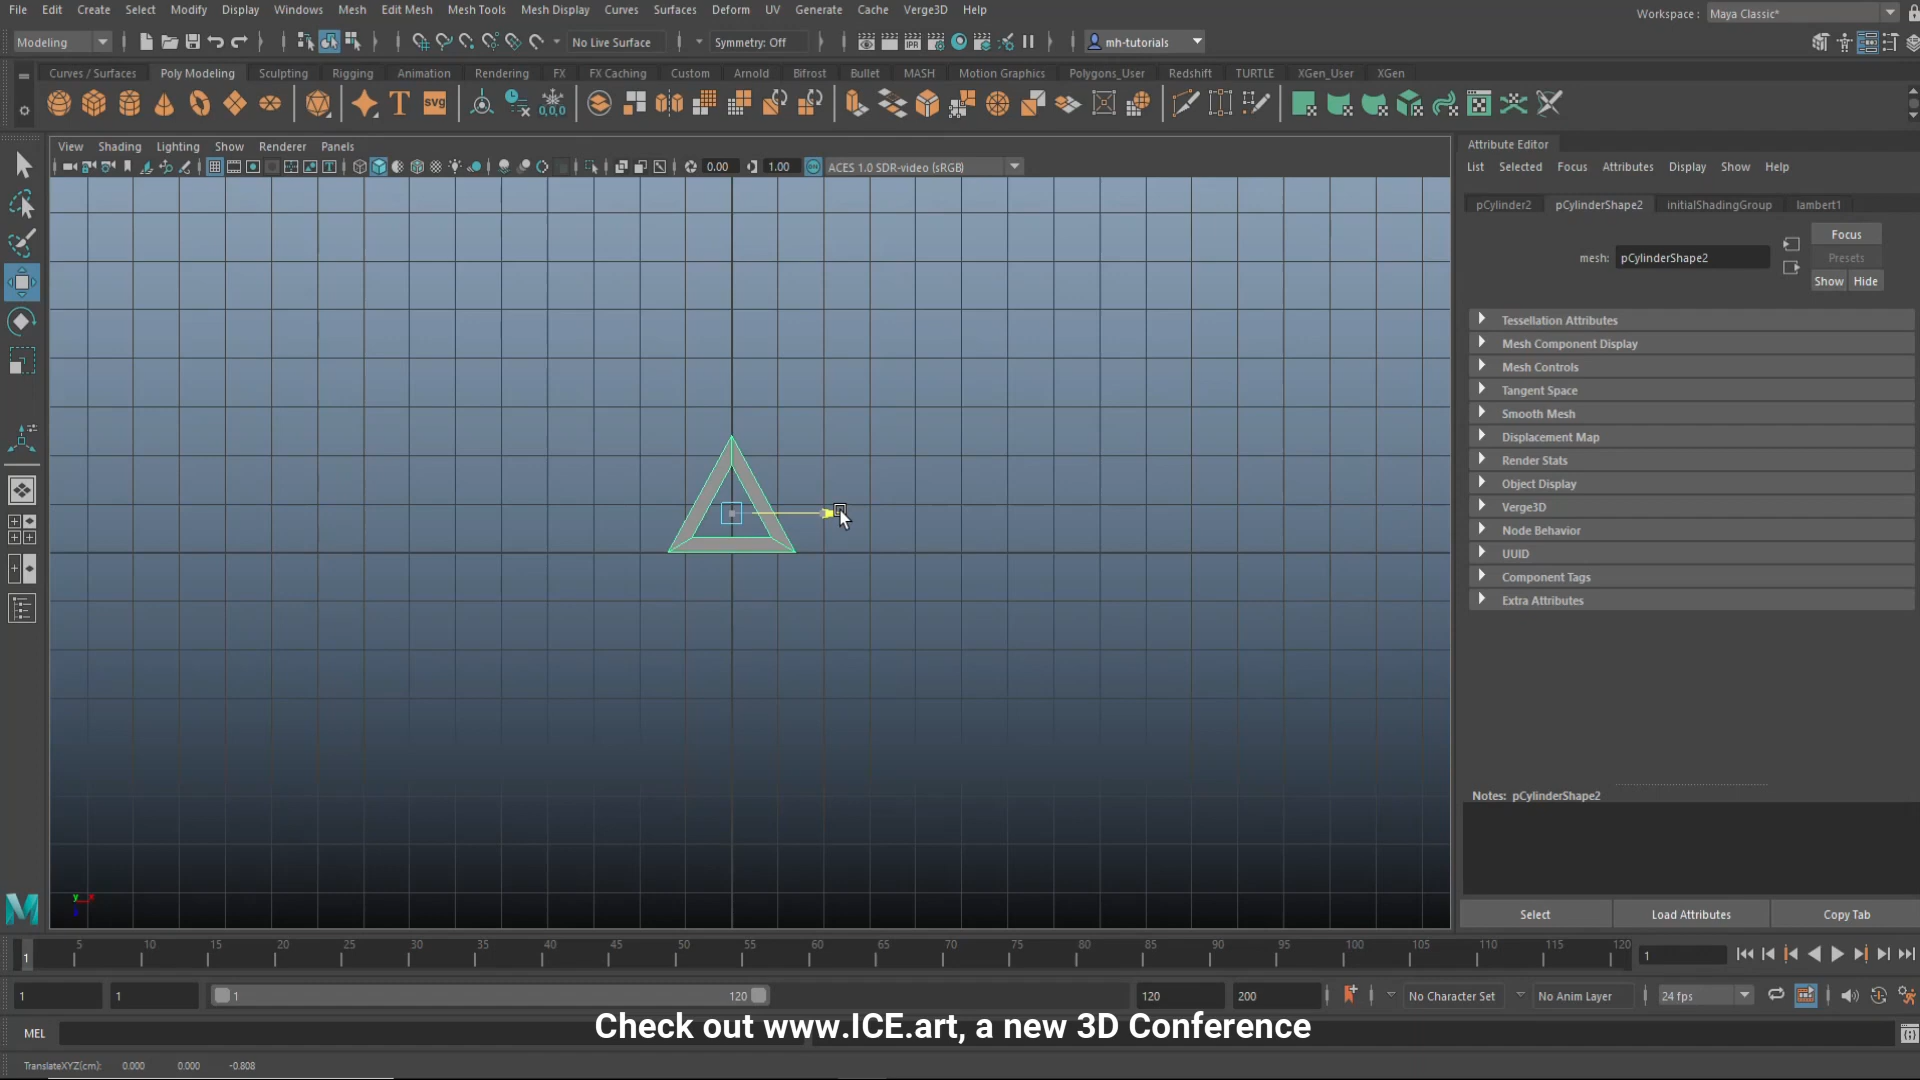 File Edit Create Select Modify Display Windows Mesh Edit Mesh Mesh Tools Mesh Display Curves Surfaces Deform UV Generate Cache Verge3D Help
Workspace : Maya Classic*
Modeling No Live Surface Symmetry: Off mh-tutorials
Curves / Surfaces Poly Modeling Sculpting Rigging Animation Rendering FX FX Caching Custom Arnold Bifrost Bullet MASH Motion Graphics Polygons_User Redshift TURTLE XGen_User XGen
IPR
T svg 0,0,0
View Shading Lighting Show Renderer Panels
0.00 1.00 ACES 1.0 SDR-video (sRGB)
Attribute Editor
List Selected Focus Attributes Display Show Help
pCylinder2 pCylinderShape2 initialShadingGroup lambert1
mesh: pCylinderShape2
Focus
Presets
Show Hide
Tessellation Attributes
Mesh Component Display
Mesh Controls
Tangent Space
Smooth Mesh
Displacement Map
Render Stats
Object Display
Verge3D
Node Behavior
UUID
Component Tags
Extra Attributes
Notes: pCylinderShape2
Select Load Attributes Copy Tab
y x
M
5 10 15 20 25 30 35 40 45 50 55 60 65 70 75 80 85 90 95 100 105 110 115 120
1 1
1 1 1 120 120 200 No Character Set No Anim Layer 24 fps
MEL
Check out www.ICE.art, a new 3D Conference
TranslateXYZ(cm): 0.000 0.000 -0.808